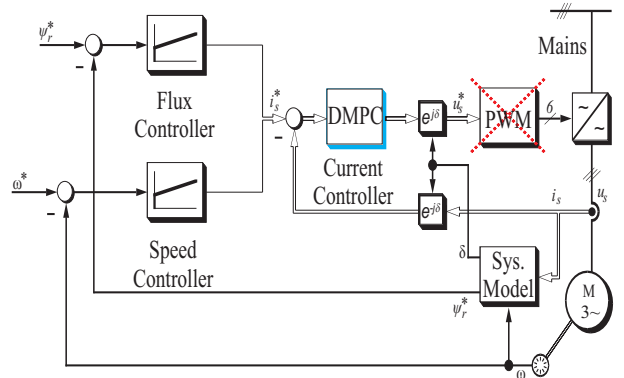 ψr*
Flux
Controller
is*
DMPC
Current
Controller
e^jδ
us*
PWM
6
~
~
Mains
ω*
Speed
Controller
e^-jδ
is
us
δ
Sys.
Model
ψr*
M
3~
ω